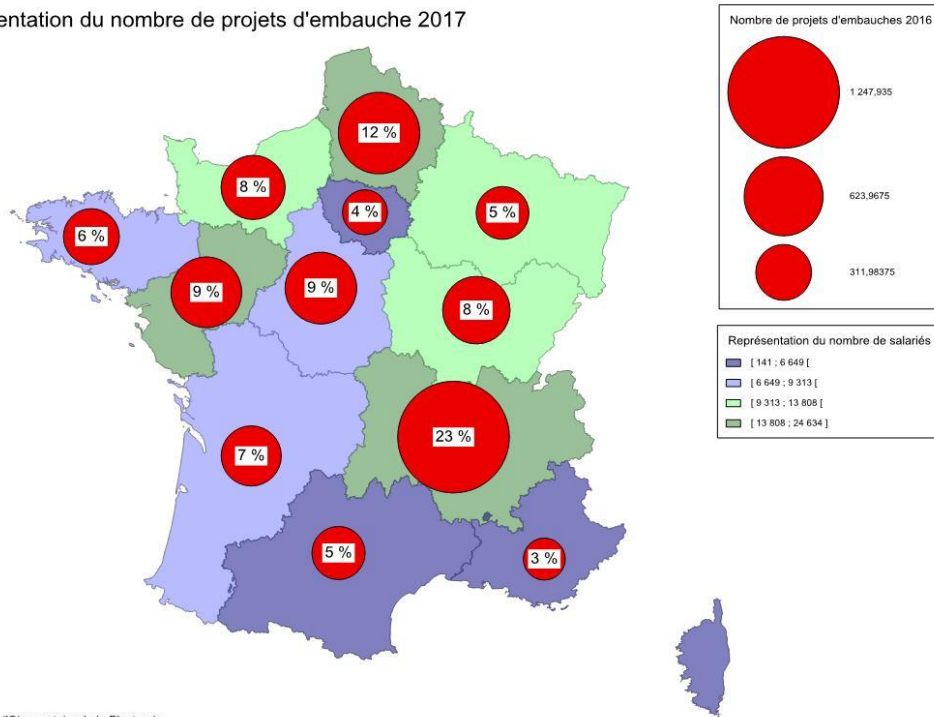 entation du nombre de projets d'embauche 2017
Nombre de projets d'embauches 2016
1 247,935
623,9675
311,98375
Représentation du nombre de salariés
[ 141 ; 6 649 [
[ 6 649 ; 9 313 [
[ 9 313 ; 13 808 [
[ 13 808 ; 24 634 ]
12 %
8 %
4 %
5 %
6 %
9 %
9 %
8 %
23 %
7 %
5 %
3 %